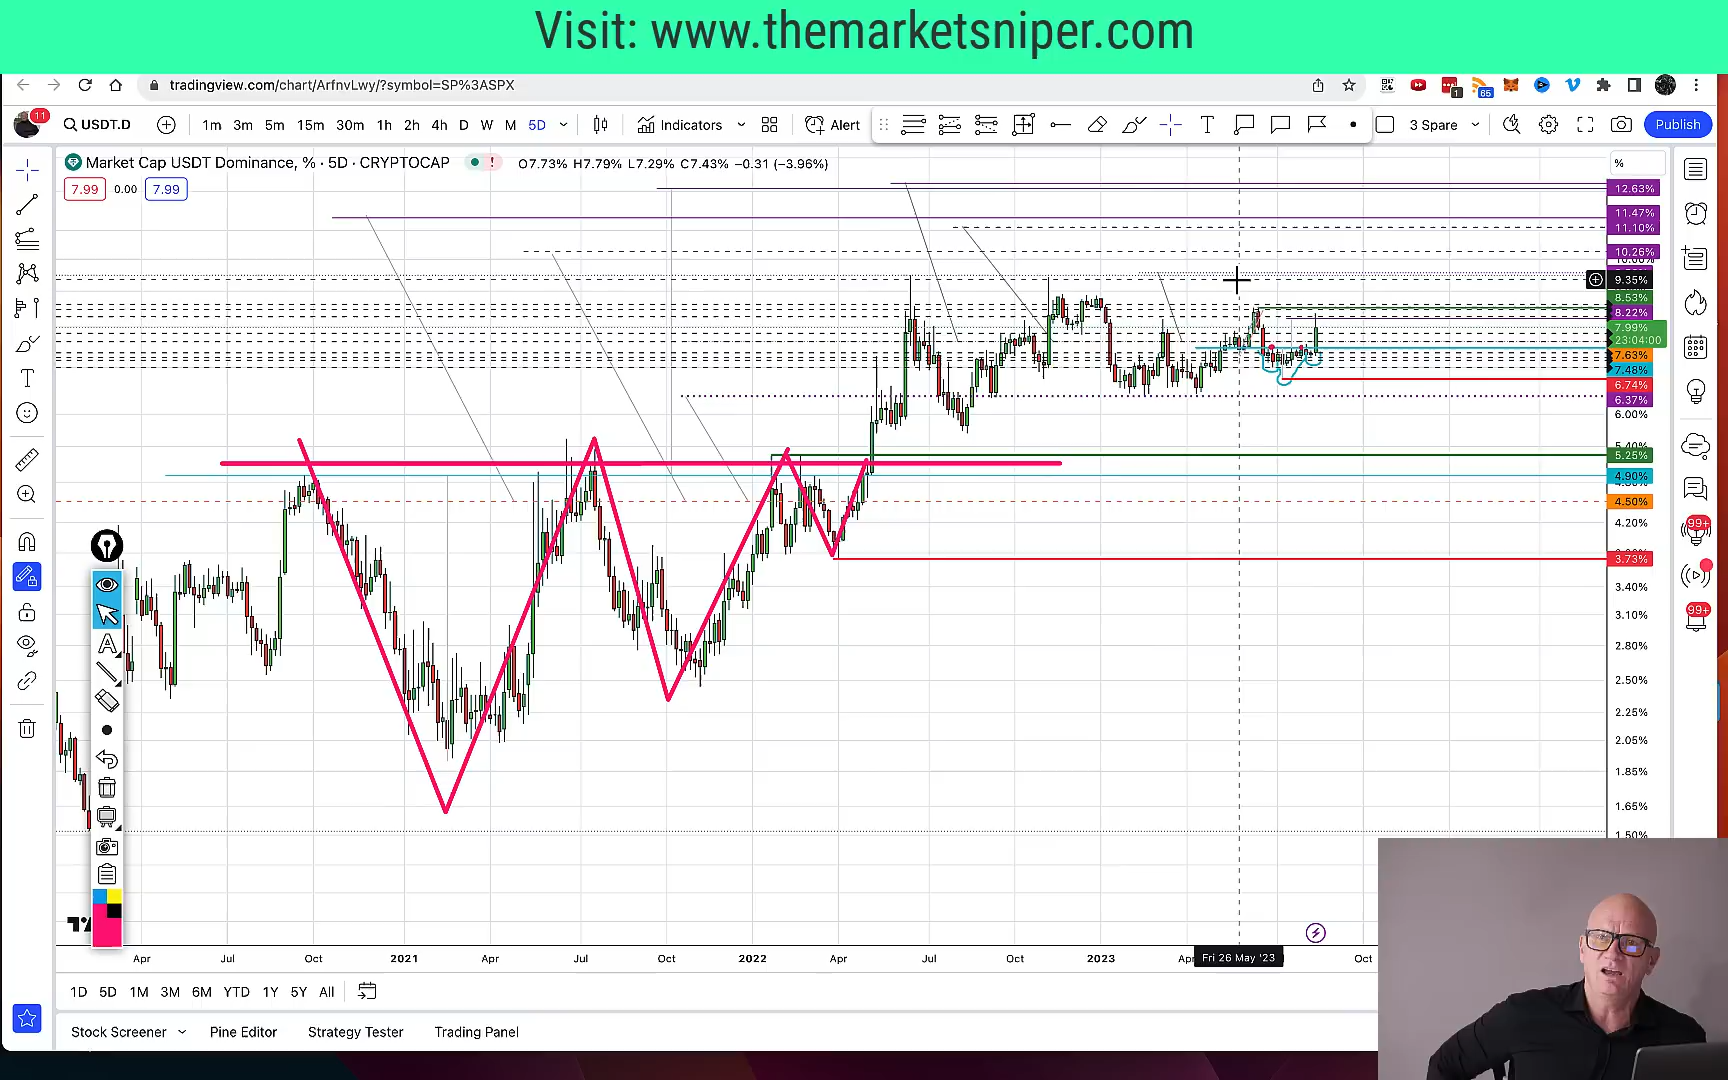 Visit: www.themarketsniper.com
tradingview.com/chart/ArfnvLwy/?symbol=SP%3ASPX
1
65
11
USDT.D
1m 3m 5m 15m 30m 1h 2h 4h D W M 5D
Indicators
Alert
T
3 Spare
Publish
Market Cap USDT Dominance, % · 5D · CRYPTOCAP
! O7.73% H7.79% L7.29% C7.43% −0.31 (−3.96%)
7.99 0.00 7.99
%
12.63%
11.47%
11.10%
10.26%
9.35%
8.53%
8.22%
7.99%
23:04:00
7.63%
7.48%
6.74%
6.37%
6.00%
5.40%
5.25%
4.90%
4.50%
4.20%
3.73%
3.40%
3.10%
2.80%
2.50%
2.25%
2.05%
1.85%
1.65%
1.50%
99+
99+
A
Apr Jul Oct 2021 Apr Jul Oct 2022 Apr Jul Oct 2023 Apr Fri 26 May '23 Oct
1D 5D 1M 3M 6M YTD 1Y 5Y All
Stock Screener Pine Editor Strategy Tester Trading Panel